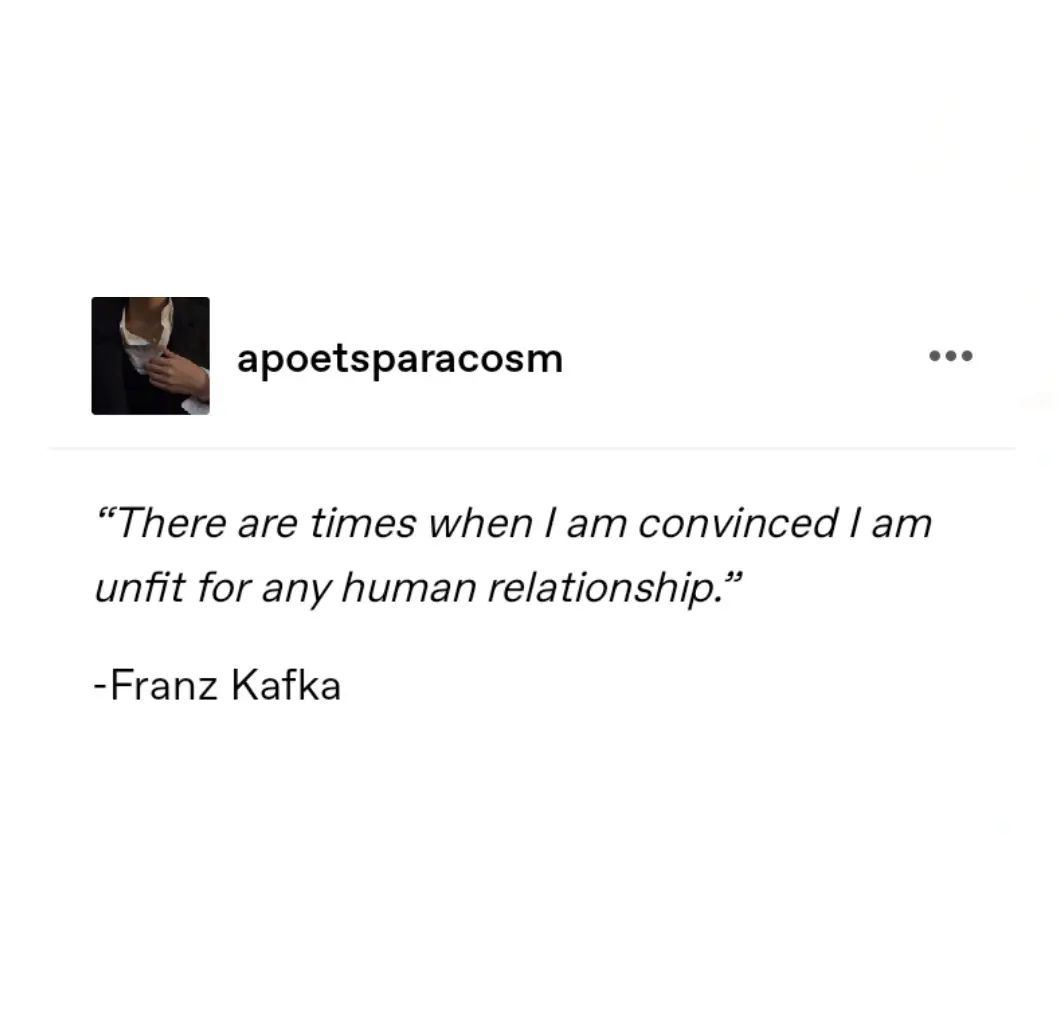 apoetsparacosm
“There are times when I am convinced I am
unfit for any human relationship.”
-Franz Kafka